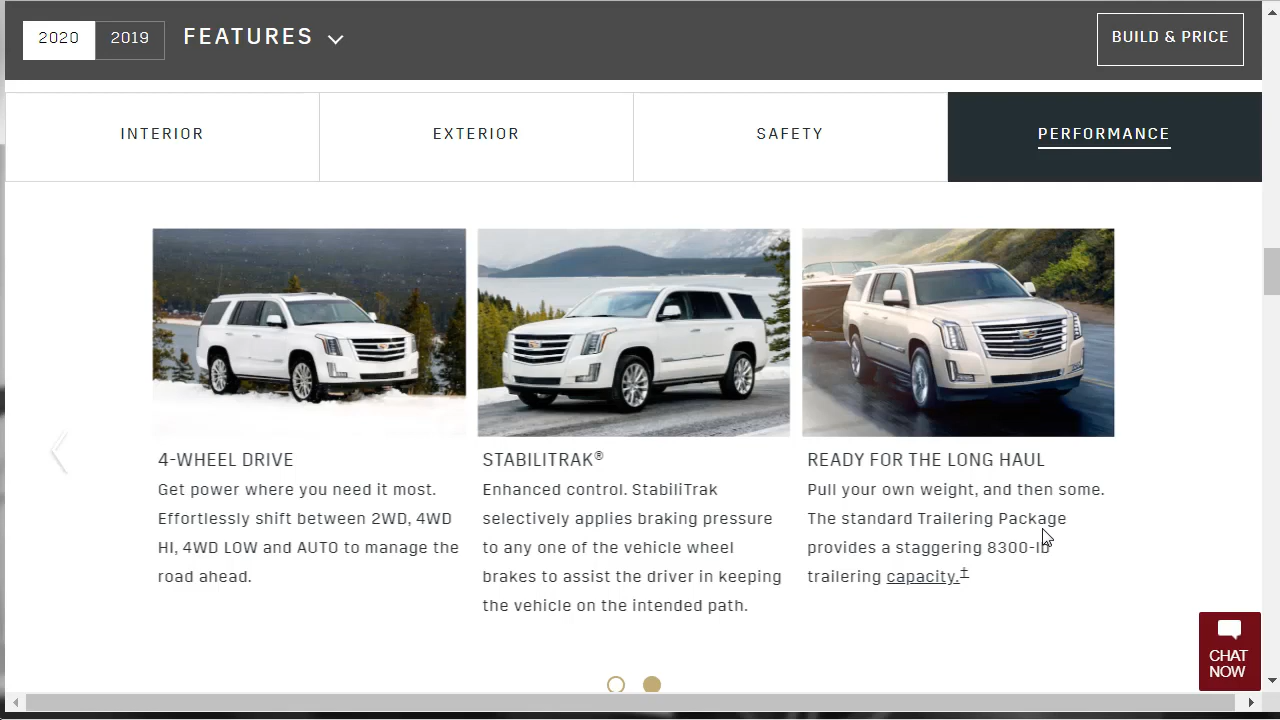 2020
2019
FEATURES
BUILD & PRICE
INTERIOR
EXTERIOR
SAFETY
PERFORMANCE
4-WHEEL DRIVE
Get power where you need it most.
Effortlessly shift between 2WD, 4WD
HI, 4WD LOW and AUTO to manage the
road ahead.
STABILITRAK®
Enhanced control. StabiliTrak
selectively applies braking pressure
to any one of the vehicle wheel
brakes to assist the driver in keeping
the vehicle on the intended path.
READY FOR THE LONG HAUL
Pull your own weight, and then some.
The standard Trailering Package
provides a staggering 8300-lb
trailering capacity.†
CHAT
NOW